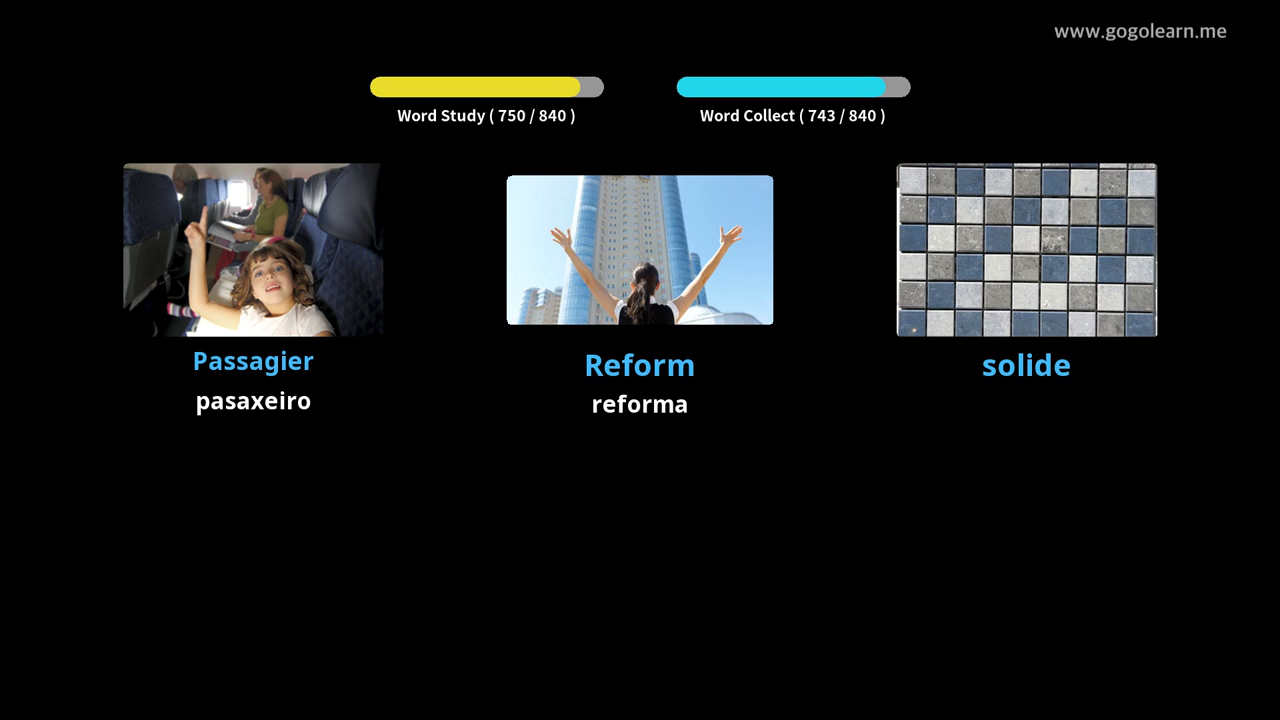 www.gogolearn.me
Word Study ( 750 / 840 )
Word Collect ( 743 / 840 )
Passagier
pasaxeiro
Reform
reforma
solide